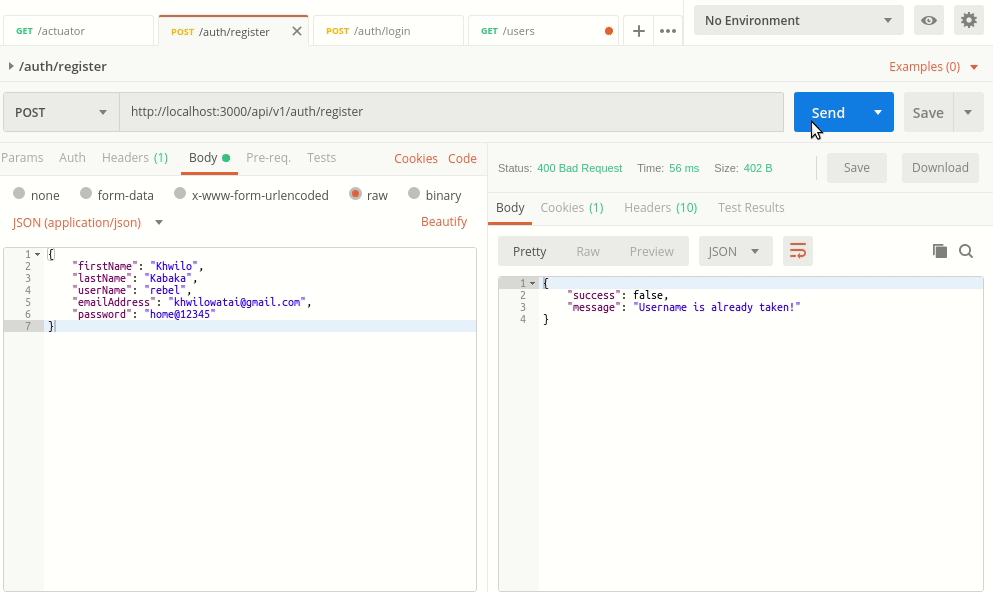 GET /actuator
POST /auth/register
POST /auth/login
GET /users
No Environment
/auth/register
Examples (0)
POST
http://localhost:3000/api/v1/auth/register
Send
Save
Params Auth Headers (1) Body Pre-req. Tests Cookies Code
none form-data x-www-form-urlencoded raw binary
JSON (application/json) Beautify
1 {
2 "firstName": "Khwilo",
3 "lastName": "Kabaka",
4 "userName": "rebel",
5 "emailAddress": "khwilowatai@gmail.com",
6 "password": "home@12345"
7 }
Status: 400 Bad Request Time: 56 ms Size: 402 B Save Download
Body Cookies (1) Headers (10) Test Results
Pretty Raw Preview JSON
1 {
2 "success": false,
3 "message": "Username is already taken!"
4 }